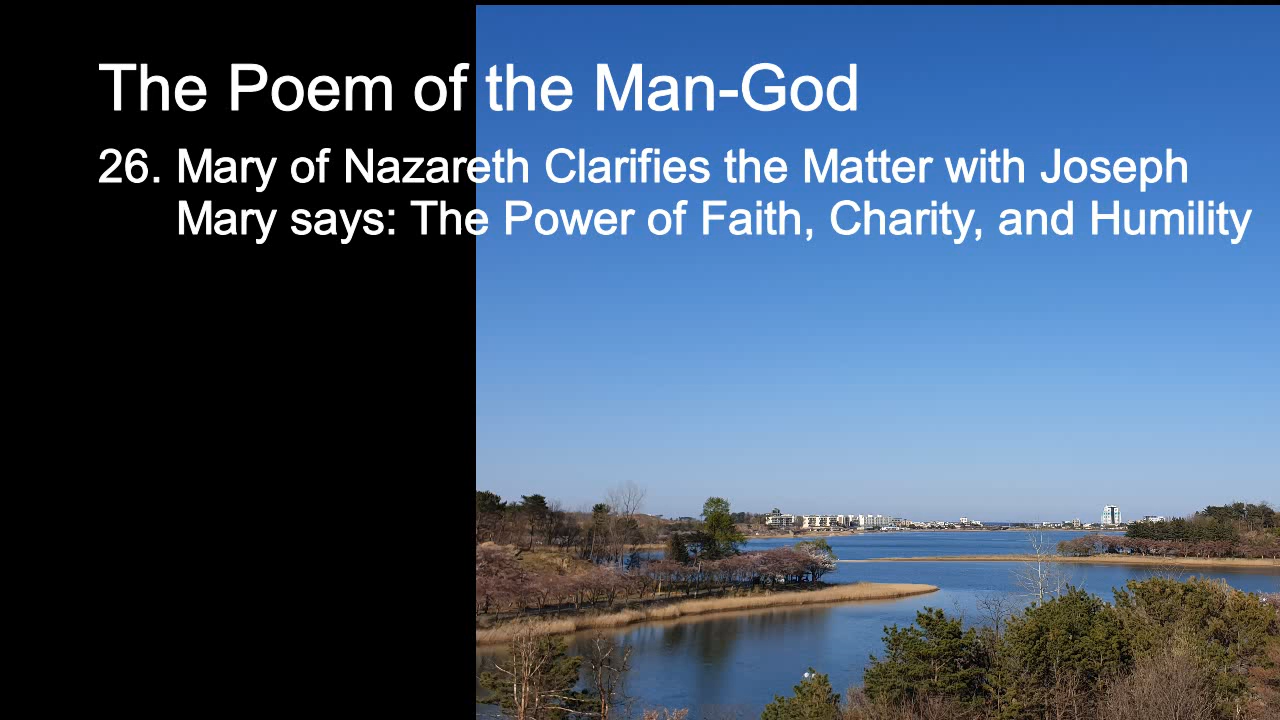 The Poem of the Man-God
26. Mary of Nazareth Clarifies the Matter with Joseph
Mary says: The Power of Faith, Charity, and Humility